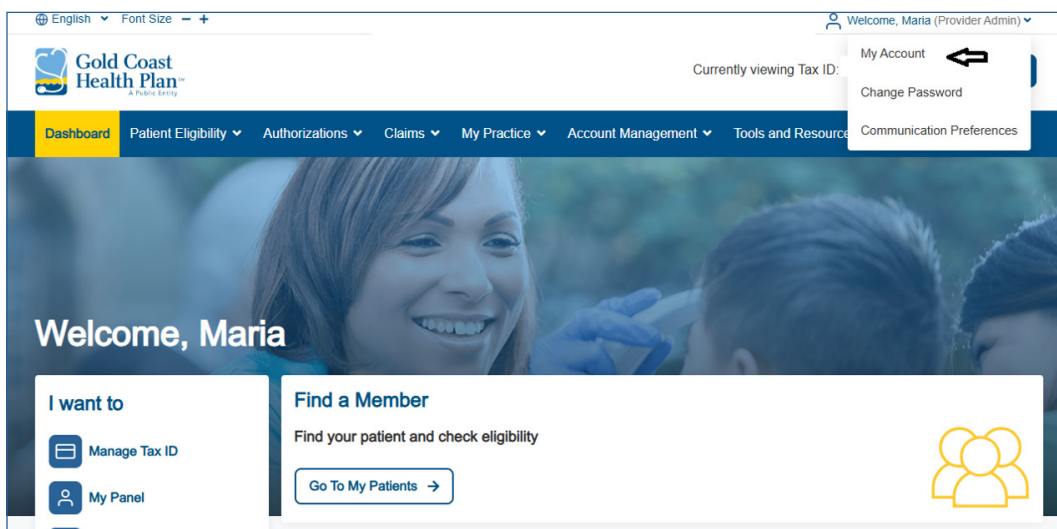 English Font Size − +
Welcome, Maria (Provider Admin)
Gold Coast
Health Plan™
A Public Entity
Currently viewing Tax ID:
My Account
Change Password
Communication Preferences
Dashboard Patient Eligibility Authorizations Claims My Practice Account Management Tools and Resource
Welcome, Maria
I want to
Manage Tax ID
My Panel
Find a Member
Find your patient and check eligibility
Go To My Patients →